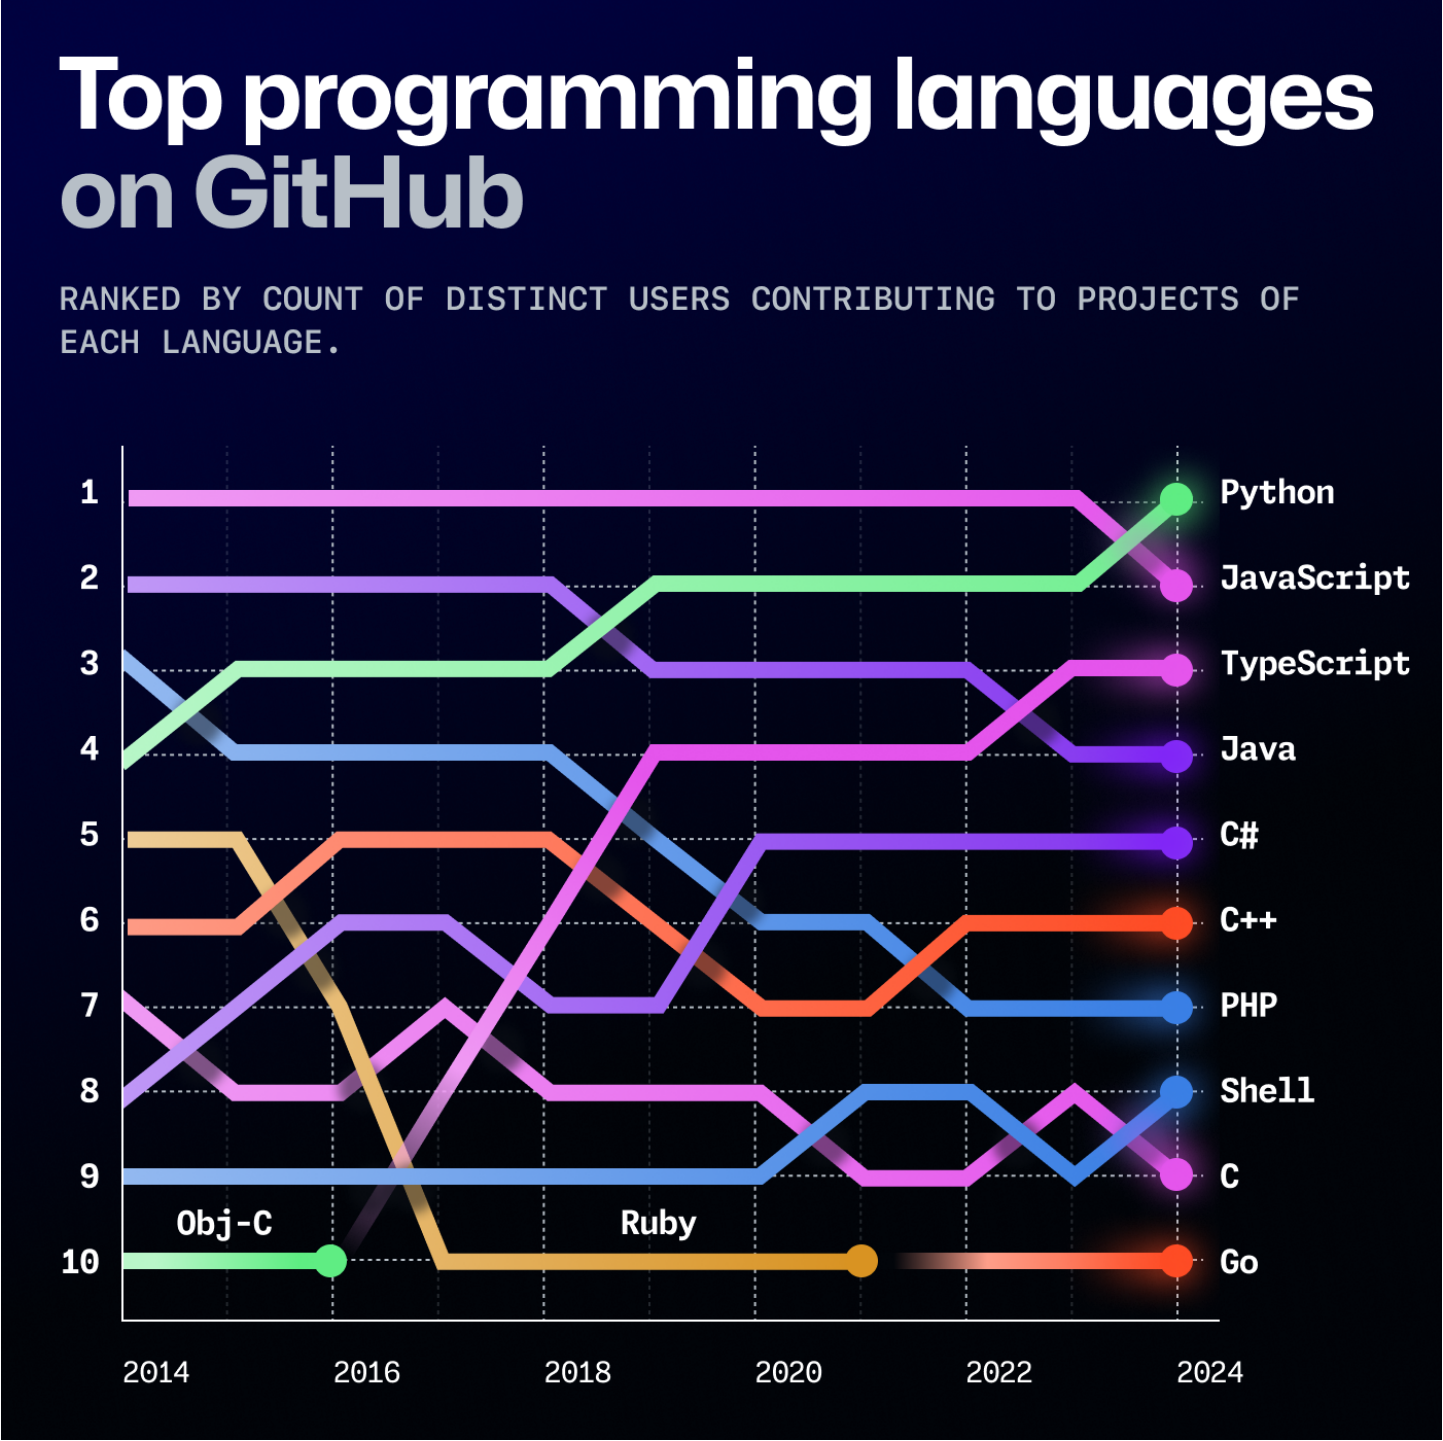 Top programming languages
on GitHub
RANKED BY COUNT OF DISTINCT USERS CONTRIBUTING TO PROJECTS OF
EACH LANGUAGE.
1
Python
2
JavaScript
3
TypeScript
4
Java
5
C#
6
C++
7
PHP
8
Shell
9
C
Obj-C
Ruby
10
Go
2014
2016
2018
2020
2022
2024